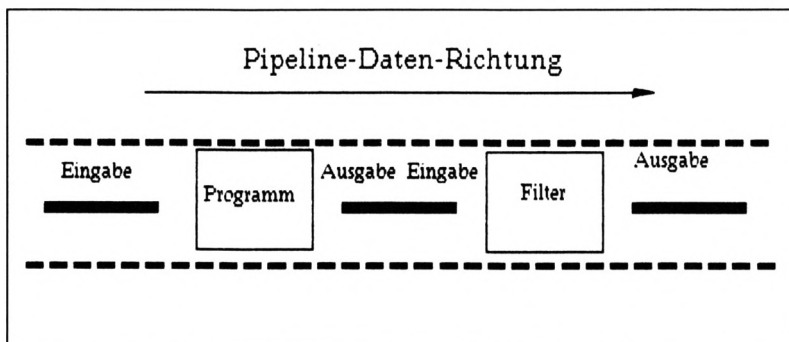 Pipeline-Daten-Richtung
Eingabe
Programm
Ausgabe Eingabe
Filter
Ausgabe